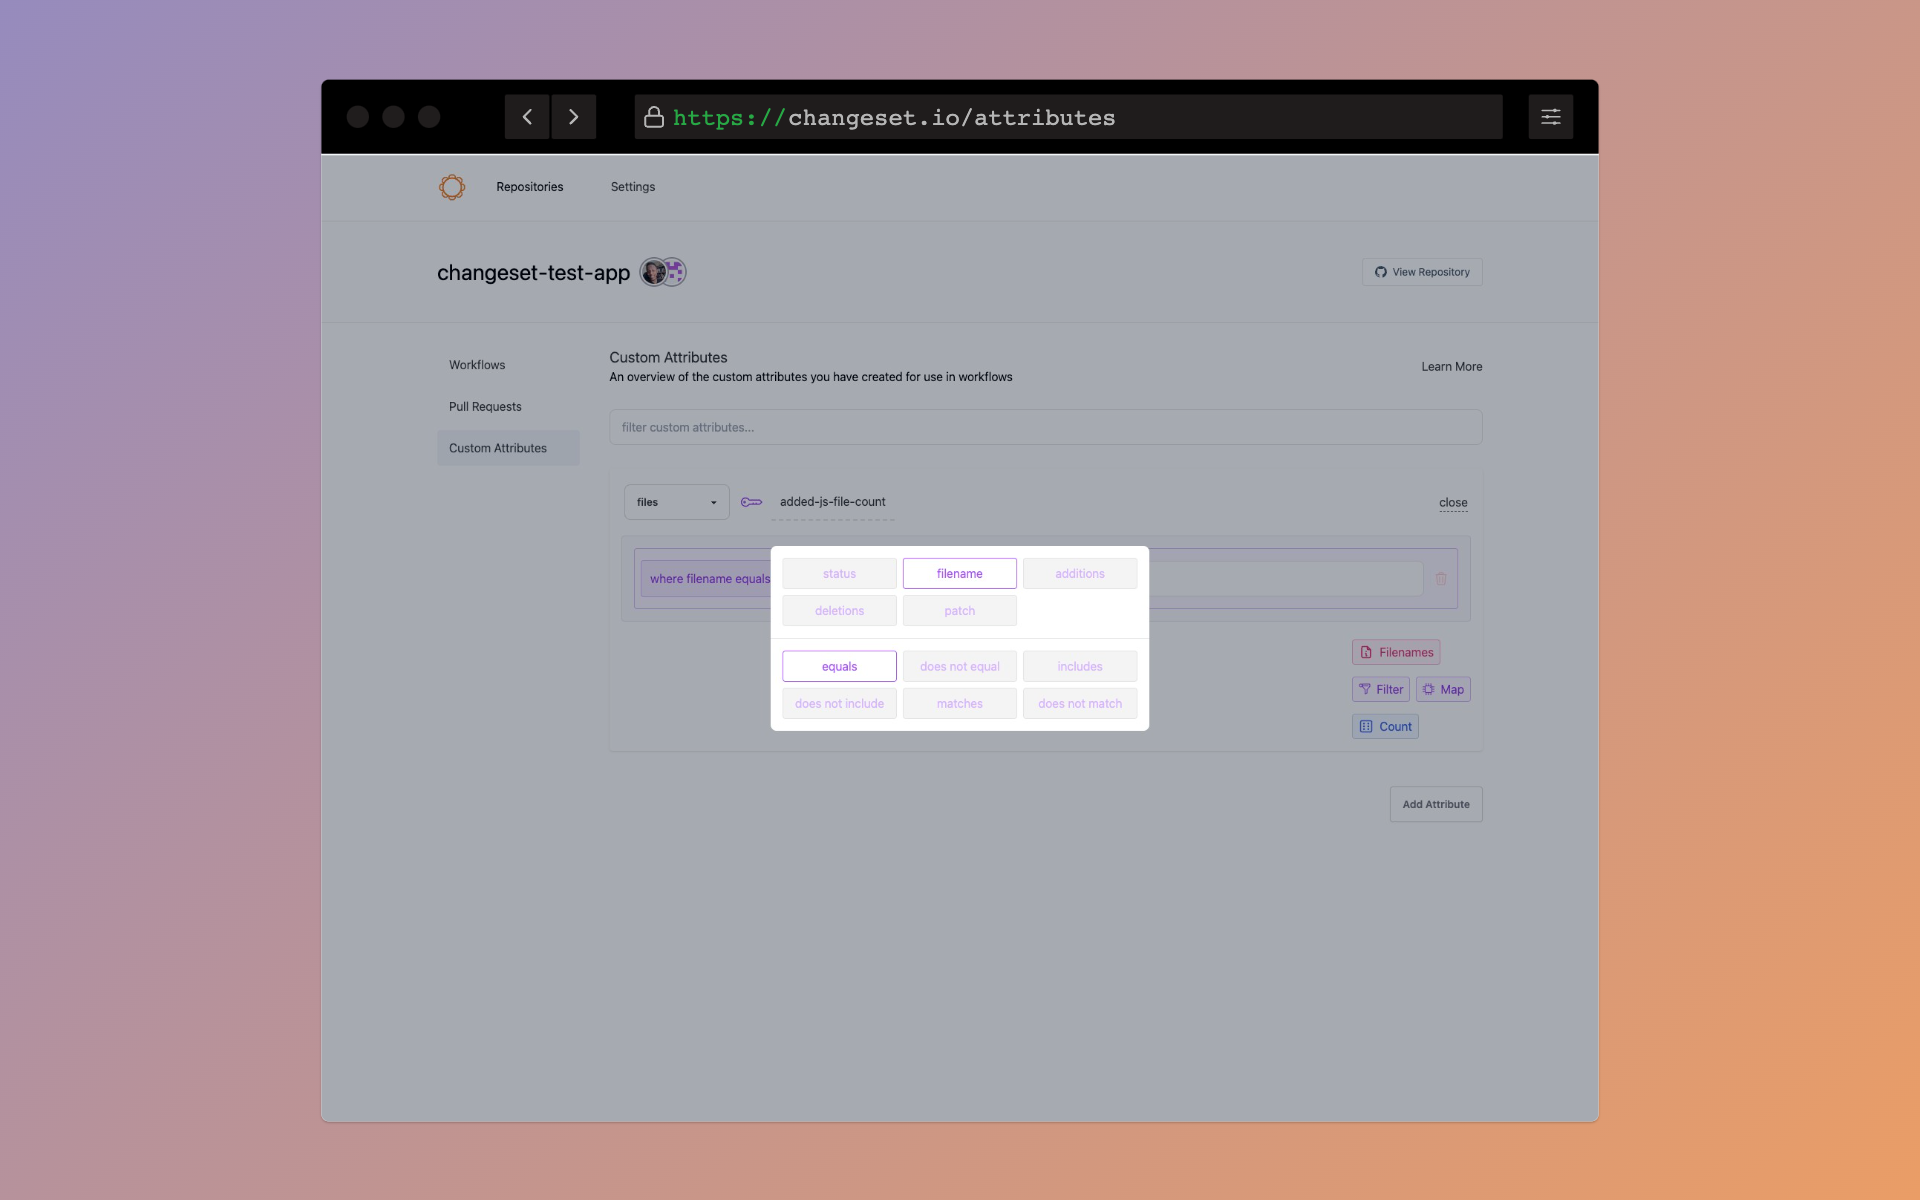 https://changeset.io/attributes
Repositories Settings
changeset-test-app View Repository
Workflows
Pull Requests
Custom Attributes
Custom Attributes
An overview of the custom attributes you have created for use in workflows
Learn More
filter custom attributes...
files added-js-file-count close
where filename equals
status filename additions
deletions patch
equals does not equal includes
does not include matches does not match
Filenames
Filter Map
Count
Add Attribute